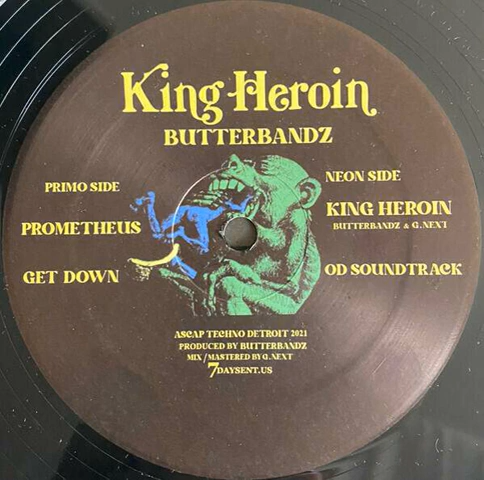 King Heroin
BUTTERBANDZ
PRIMO SIDE
PROMETHEUS
GET DOWN
NEON SIDE
KING HEROIN
BUTTERBANDZ & G.NEXT
OD SOUNDTRACK
ASCAP TECHNO DETROIT 2021
PRODUCED BY BUTTERBANDZ
MIX/MASTERED BY G.NEXT
7DAYSENT.US